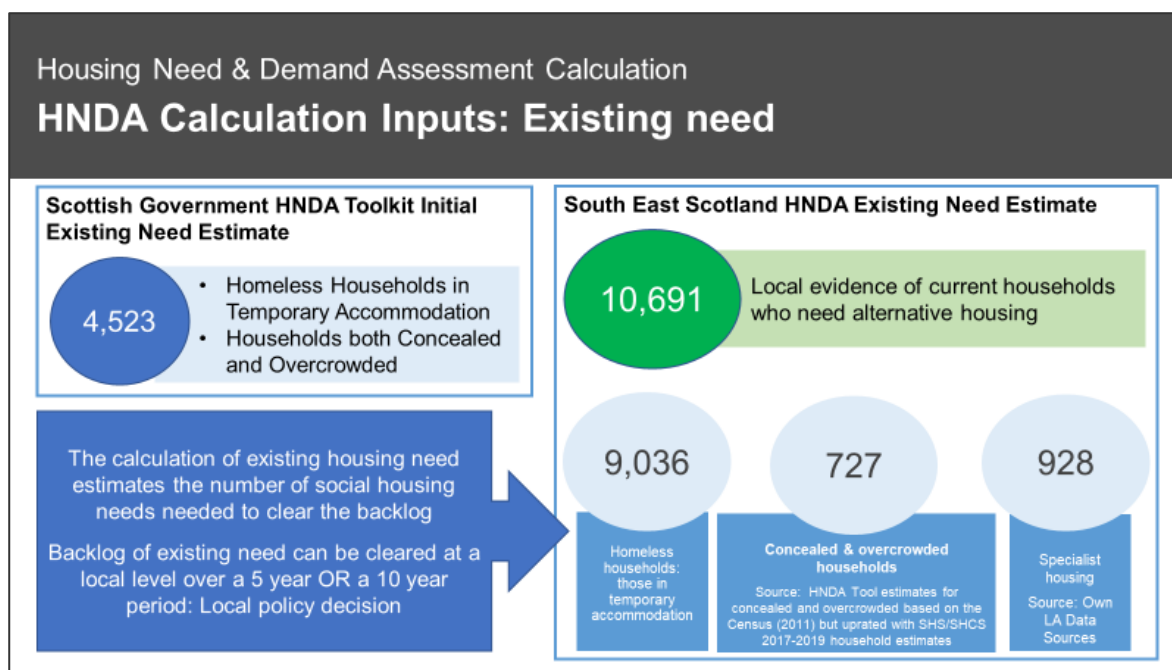 Housing Need & Demand Assessment Calculation
HNDA Calculation Inputs: Existing need
Scottish Government HNDA Toolkit Initial
Existing Need Estimate
4,523
• Homeless Households in
Temporary Accommodation
• Households both Concealed
and Overcrowded
The calculation of existing housing need
estimates the number of social housing
needs needed to clear the backlog
Backlog of existing need can be cleared at a
local level over a 5 year OR a 10 year
period: Local policy decision
South East Scotland HNDA Existing Need Estimate
10,691
Local evidence of current households
who need alternative housing
9,036
Homeless
households:
those in
temporary
accommodation
727
Concealed & overcrowded
households
Source: HNDA Tool estimates for
concealed and overcrowded based on the
Census (2011) but uprated with SHS/SHCS
2017-2019 household estimates
928
Specialist
housing
Source: Own
LA Data
Sources